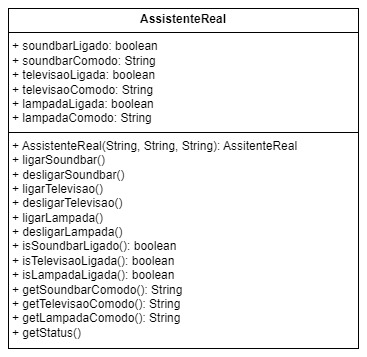 AssistenteReal
+ soundbarLigado: boolean
+ soundbarComodo: String
+ televisaoLigada: boolean
+ televisaoComodo: String
+ lampadaLigada: boolean
+ lampadaComodo: String
+ AssistenteReal(String, String, String): AssitenteReal
+ ligarSoundbar()
+ desligarSoundbar()
+ ligarTelevisao()
+ desligarTelevisao()
+ ligarLampada()
+ desligarLampada()
+ isSoundbarLigado(): boolean
+ isTelevisaoLigada(): boolean
+ isLampadaLigada(): boolean
+ getSoundbarComodo(): String
+ getTelevisaoComodo(): String
+ getLampadaComodo(): String
+ getStatus()